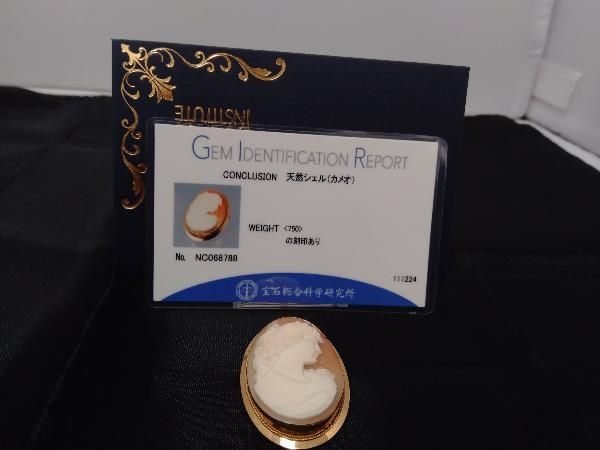 INSTITUTE
GEM IDENTIFICATION REPORT
CONCLUSION 天然シェル(カメオ)
WEIGHT <750>
の刻印あり
No. NC068788
111224
宝石総合科学研究所